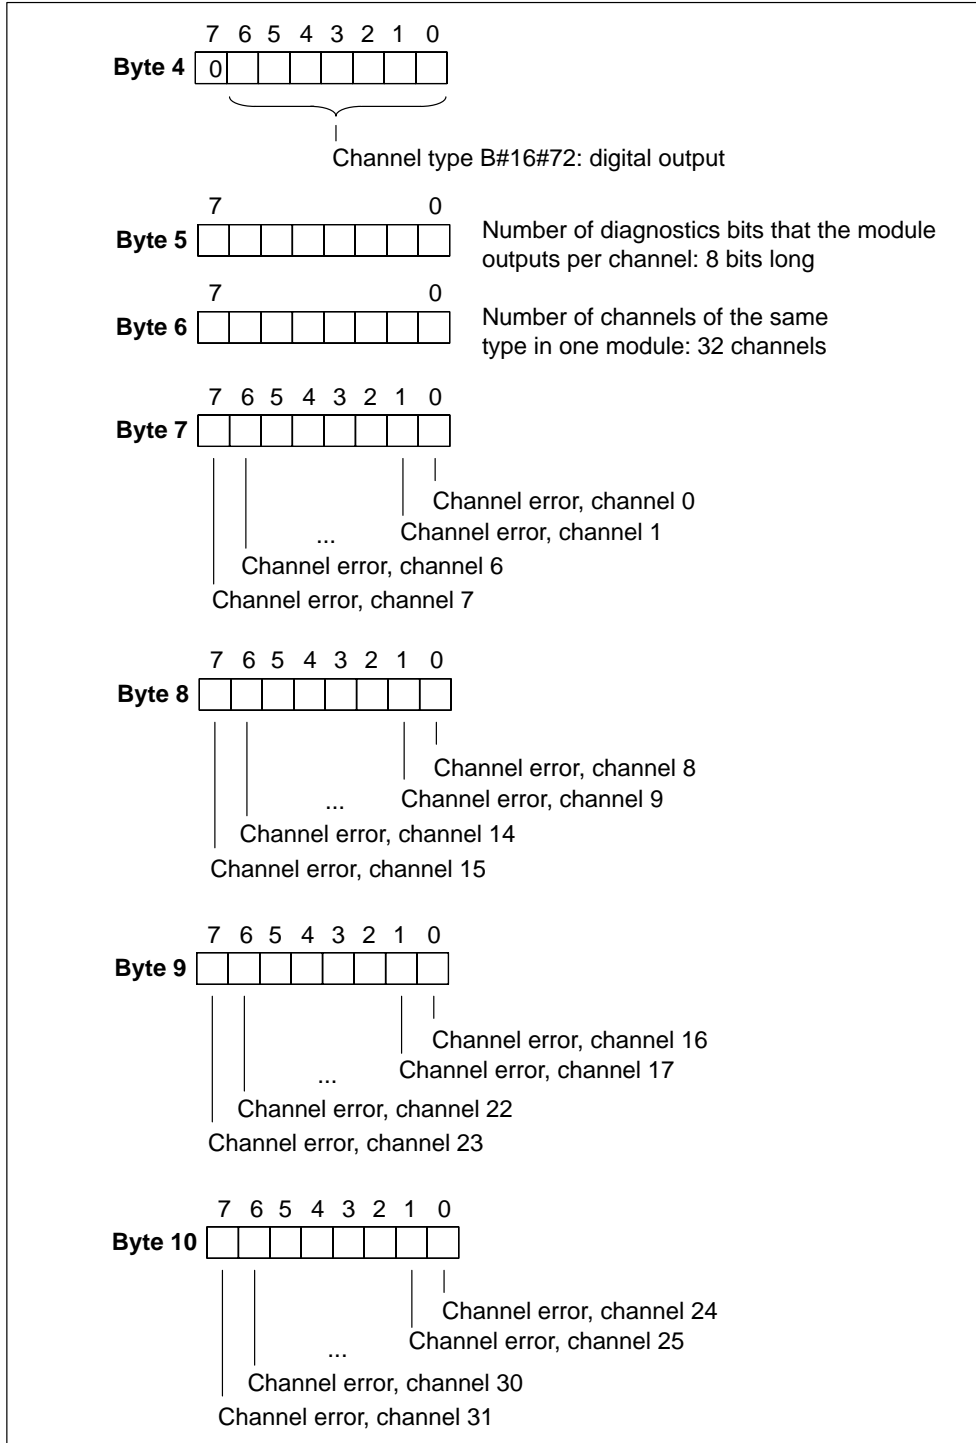 7 6 5 4 3 2 1 0
Byte 4 0
Channel type B#16#72: digital output
7 0
Byte 5
Number of diagnostics bits that the module
outputs per channel: 8 bits long
7 0
Byte 6
Number of channels of the same
type in one module: 32 channels
7 6 5 4 3 2 1 0
Byte 7
Channel error, channel 0
Channel error, channel 1
...
Channel error, channel 6
Channel error, channel 7
7 6 5 4 3 2 1 0
Byte 8
Channel error, channel 8
Channel error, channel 9
...
Channel error, channel 14
Channel error, channel 15
7 6 5 4 3 2 1 0
Byte 9
Channel error, channel 16
Channel error, channel 17
...
Channel error, channel 22
Channel error, channel 23
7 6 5 4 3 2 1 0
Byte 10
Channel error, channel 24
Channel error, channel 25
...
Channel error, channel 30
Channel error, channel 31